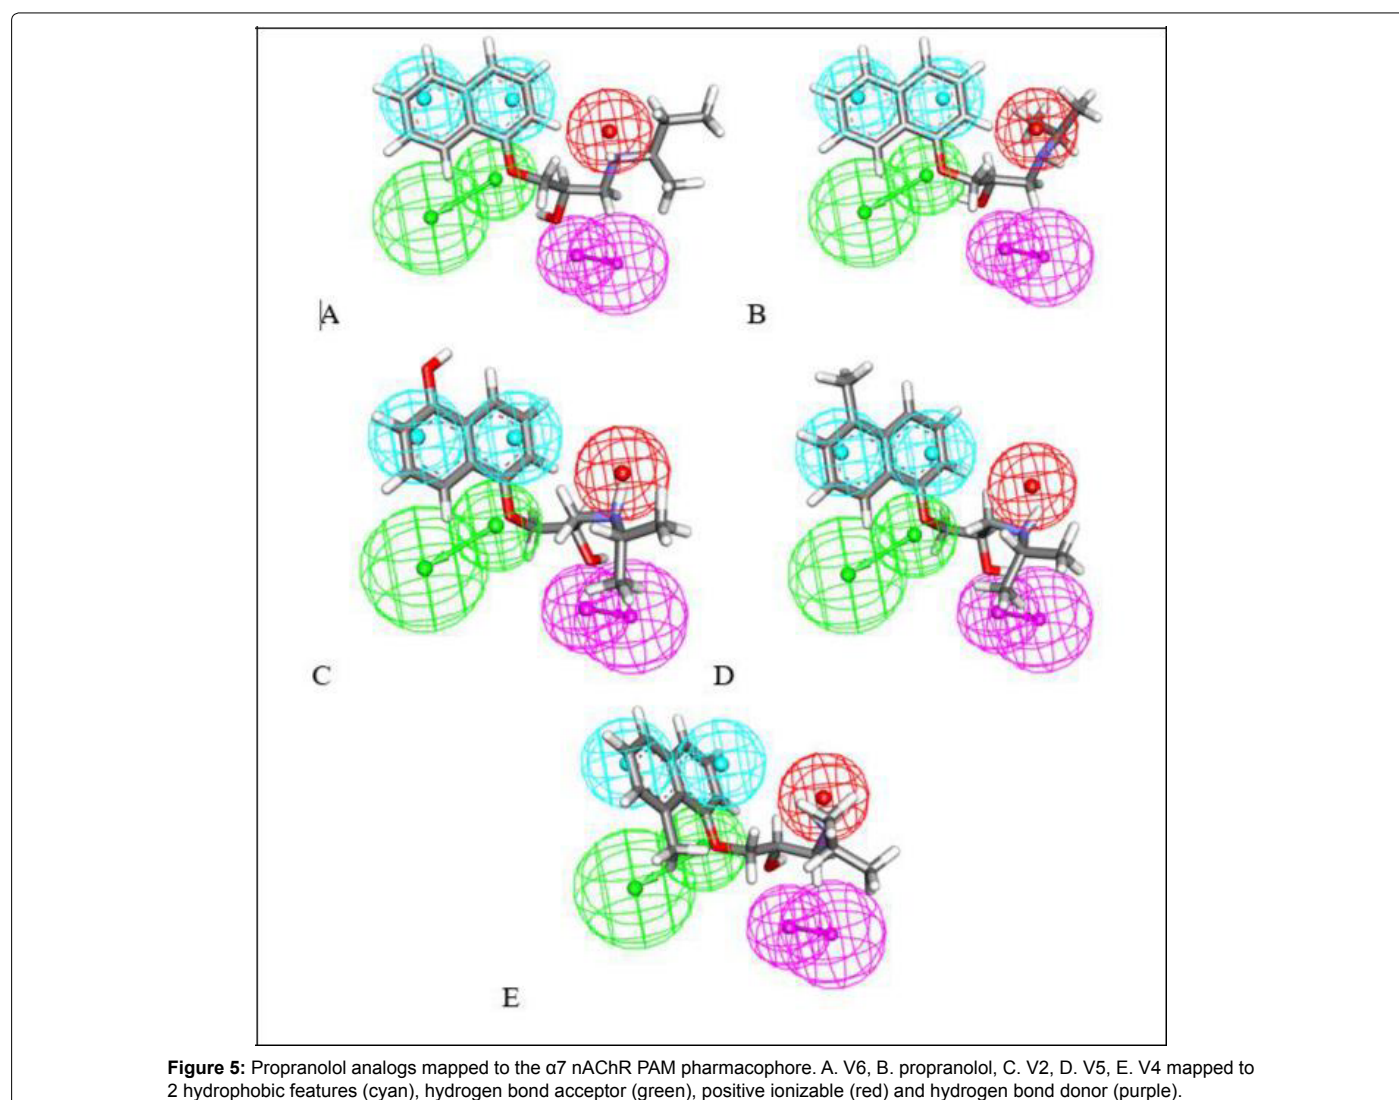 A
B
C
D
E
Figure 5: Propranolol analogs mapped to the α7 nAChR PAM pharmacophore. A. V6, B. propranolol, C. V2, D. V5, E. V4 mapped to
2 hydrophobic features (cyan), hydrogen bond acceptor (green), positive ionizable (red) and hydrogen bond donor (purple).